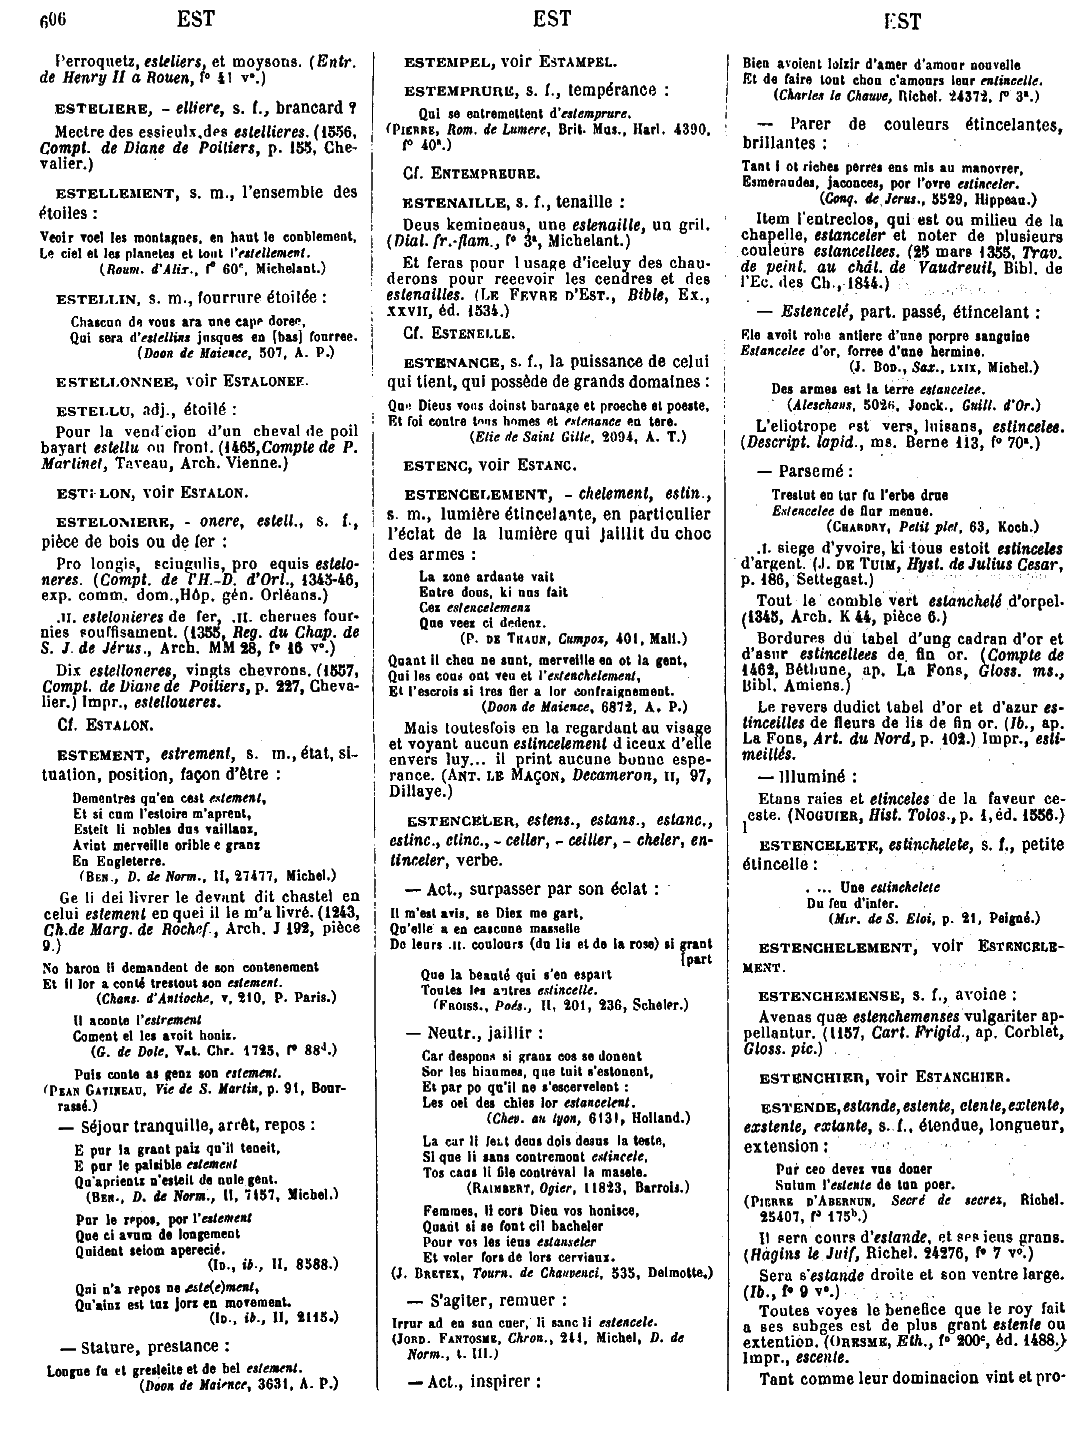 606 EST EST EST
Perroquetz, esteliers, et moysons. (Entr.
de Henry II a Rouen, f° 41 v°.)
ESTELIERE, - elliere, s. f., brancard ?
Mectre des essieulx des estellieres. (1556,
Compt. de Diane de Poitiers, p. 155, Che-
valier.)
ESTELLEMENT, s. m., l'ensemble des
étoiles :
Veoir voel les montagnes, en haut le conblement,
Le ciel et les planetes et tout l'estellement.
(Roum. d'Alix., f° 60c, Michelant.)
ESTELLIN, s. m., fourrure étoilée :
Chascun de vous ara une cape doree,
Qui sera d'estellins jusques en [bas] fourree.
(Doon de Maience, 507, A. P.)
ESTELLONNEE, voir ESTALONEE.
ESTELLU, adj., étoilé :
Pour la vendicion d'un cheval de poil
bayart estellu ou front. (1465, Compte de P.
Martinet, Taveau, Arch. Vienne.)
ESTELON, voir ESTALON.
ESTELONIERE, - onere, estell., s. f.,
pièce de bois ou de fer :
Pro longis, scingulis, pro equis estelo-
neres. (Compt. de l'H.-D. d'Orl., 1345-46,
exp. comm. dom., Hôp. gén. Orléans.)
.II. estelonieres de fer, .II. cherues four-
nies souffisament. (1355, Reg. du Chap. de
S. J. de Jérus., Arch. MM 28, f° 16 v°.)
Dix estelloneres, vingts chevrons. (1557,
Compt. de Diane de Poitiers, p. 227, Cheva-
lier.) Impr., estelloueres.
Cf. ESTALON.
ESTEMENT, estrement, s. m., état, si-
tuation, position, façon d'être :
Dementres qu'en cest estement,
Et si cum l'estoire m'aprent,
Esteit li nobles dus vaillanz,
Avint merveille orible e granz
En Engleterre.
(BEN., D. de Norm., II, 27477, Michel.)
Ge li dei livrer le devant dit chastel en
celui estement en quei il le m'a livré. (1243,
Ch. de Marg. de Rochef., Arch. J 192, pièce
9.)
No baron li demandent de son contenement
Et il lor a conté trestout son estement.
(Chans. d'Antioche, v, 210, P. Paris.)
Il aconte l'estrement
Coment el les avoit honiz.
(G. de Dole, Vat. Chr. 1725, f° 88d.)
Puis conte as genz son estement.
(PEAN GATINEAU, Vie de S. Martin, p. 91, Bour-
rassé.)
— Séjour tranquille, arrêt, repos :
E pur la grant paiz qu'il teneit,
E pur le paisible estement
Qu'aprientz n'esteit de nule gent.
(BEN., D. de Norm., II, 7157, Michel.)
Por le repos, por l'estement
Que ci avum de longement
Quident seiom aperecié.
(ID., ib., II, 8588.)
Qui n'a repos ne este(e)ment,
Qu'ainz est tuz jorz en movement.
(ID., ib., II, 2115.)
— Stature, prestance :
Longue fu et gresleite et de bel estement.
(Doon de Maience, 3631, A. P.)
ESTEMPEL, voir ESTAMPEL.
ESTEMPRURE, s. f., tempérance :
Qui se entremettent d'estemprure.
(PIERRE, Rom. de Lumere, Brit. Mus., Harl. 4390,
f° 40a.)
Cf. ENTEMPREURE.
ESTENAILLE, s. f., tenaille :
Deus kemineaus, une estenaille, un gril.
(Dial. fr.-flam., f° 3a, Michelant.)
Et feras pour l usage d'iceluy des chau-
derons pour recevoir les cendres et des
estenailles. (LE FEVRE D'EST., Bible, Ex.,
XXVII, éd. 1534.)
Cf. ESTENELLE.
ESTENANCE, s. f., la puissance de celui
qui tient, qui possède de grands domaines :
Que Dieus vous doinst barnage et proeche et poeste,
Et foi contre tous homes et estenance en tere.
(Elie de Saint Gille, 2094, A. T.)
ESTENC, voir ESTANC.
ESTENCELEMENT, - chelement, estin.,
s. m., lumière étincelante, en particulier
l'éclat de la lumière qui jaillit du choc
des armes :
La zone ardante vait
Entre dous, ki nus fait
Cez estencelemenz
Que veez ci dedenz.
(P. DE THAUN, Cumpoz, 401, Mall.)
Quant il cheu ne sunt, merveille en ot la gent,
Qui les cous ont veu et l'estenchelement,
Et l'escrois si tres fier a lor confraignement.
(Doon de Maience, 6872, A. P.)
Mais toutesfois en la regardant au visage
et voyant aucun estincelement d iceux d'elle
envers luy... il print aucune bonne espe-
rance. (ANT. LE MAÇON, Decameron, II, 97,
Dillaye.)
ESTENCELER, estens., estans., estanc.,
estinc., etinc., - celler, - ceillier, - cheler, en-
tinceler, verbe.
— Act., surpasser par son éclat :
Il m'est avis, se Diez me gart,
Qu'elle a en cascune masselle
De leurs .II. coulours (du lis et de la rose) si grant
[part
Que la beauté qui s'en espart
Toutes les autres estincelle.
(FROISS., Poés., II, 201, 236, Scheler.)
— Neutr., jaillir :
Car despona si granz cos se donent
Sor les hiaumes, que tuit s'estonent,
Et par po qu'il ne s'escervelent :
Les oel des chies lor estancelent.
(Chev. au lyon, 6131, Holland.)
La car li fent deus dois desus la teste,
Si que li sans contremont estincele,
Tos caus li file contreval la masele.
(RAIMBERT, Ogier, 11823, Barrois.)
Femmes, li cors Dieu vos honisce,
Quant si se font cil bacheler
Pour vos les ieus estanseler
Et voler fors de lors cerviaux.
(J. BRETEX, Tourn. de Chauvenci, 535, Delmotte.)
— S'agiter, remuer :
Irrur ad en sun cuer, li sanc li estencele.
(JORD. FANTOSME, Chron., 241, Michel, D. de
Norm., t. III.)
— Act., inspirer :
Bien avoient loizir d'amer d'amour nouvelle
Et de faire tout chou c'amours leur entincelle.
(Charles le Chauve, Richel. 24372, f° 3a.)
— Parer de couleurs étincelantes,
brillantes :
Tant i ot riches perres ens mis au manovrer,
Esmeraudes, jaconces, por l'ovre estinceler.
(Conq. de Jerus., 5529, Hippeau.)
Item l'entreclos, qui est ou milieu de la
chapelle, estanceler et noter de plusieurs
couleurs estancellees. (25 mars 1355, Trav.
de peint. au chât. de Vaudreuil, Bibl. de
l'Ec. des Ch., 1844.)
— Estencelé, part. passé, étincelant :
Ele avoit robe antiere d'une porpre sanguine
Estancelee d'or, forree d'une hermine.
(J. BOD., Sax., LXIX, Michel.)
Des armes est la terre estancelee.
(Aleschans, 5026, Jonck., Guill. d'Or.)
L'eliotrope est vers, luisans, estincelee.
(Descript. lapid., ms. Berne 113, f° 70a.)
— Parsemé :
Trestut en tur fu l'erbe drue
Estencelee de flur menue.
(CHARDRY, Petit plet, 63, Koch.)
.I. siege d'yvoire, ki tous estoit estinceles
d'argent. (J. DE TUIM, Hyst. de Julius Cesar,
p. 186, Settegast.)
Tout le comble vert estanchelé d'orpel.
(1345, Arch. K 44, pièce 6.)
Bordures du tabel d'ung cadran d'or et
d'asur estincellees de fin or. (Compte de
1462, Béthune, ap. La Fons, Gloss. ms.,
Bibl. Amiens.)
Le revers dudict tabel d'or et d'azur es-
tinceilles de fleurs de lis de fin or. (Ib., ap.
La Fons, Art. du Nord, p. 102.) Impr., esti-
meillés.
— Illuminé :
Etans raies et etinceles de la faveur ce-
leste. (NOGUIER, Hist. Tolos., p. 1, éd. 1556.)
ESTENCELETE, estinchelete, s. f., petite
étincelle :
. ... Une estinchelete
Du feu d'infer.
(Mir. de S. Eloi, p. 21, Peigné.)
ESTENCHELEMENT, voir ESTENCELE-
MENT.
ESTENCHEMENSE, s. f., avoine :
Avenas quæ estenchemenses vulgariter ap-
pellantur. (1157, Cart. Frigid., ap. Corblet,
Gloss. pic.)
ESTENCHIER, voir ESTANCHIER.
ESTENDE, estande, estente, etente, extente,
exstente, extante, s. f., étendue, longueur,
extension :
Pur ceo devez vus doner
Sulum l'estente de tun poer.
(PIERRE D'ABERNUN, Secré de secrez, Richel.
25407, f° 175b.)
Il sera cours d'estande, et ses iens grans.
(Hagins le Juif, Richel. 24276, f° 7 v°.)
Sera s'estande droite et son ventre large.
(Ib., f° 9 v°.)
Toutes voyes le benefice que le roy fait
a ses subges est de plus grant estente ou
extention. (ORESME, Eth., f° 200c, éd. 1488.)
Impr., escente.
Tant comme leur dominacion vint et pro-